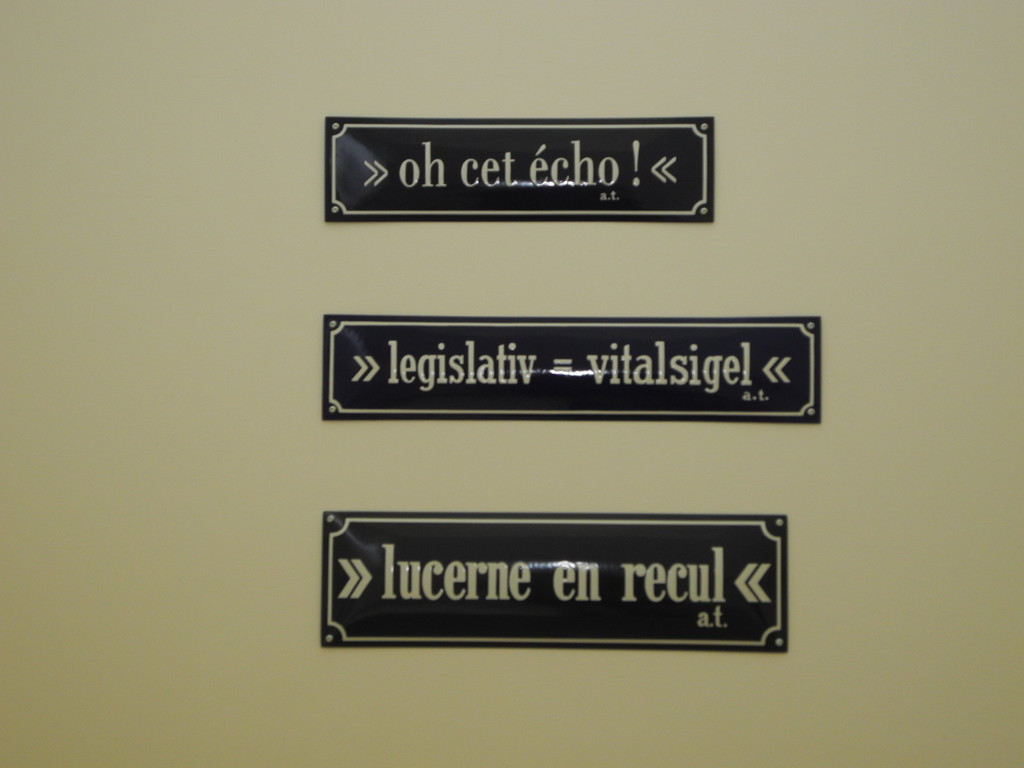 » oh cet écho ! «
a.t.
» legislativ = vitalsigel «
a.t.
» lucerne en recul «
a.t.